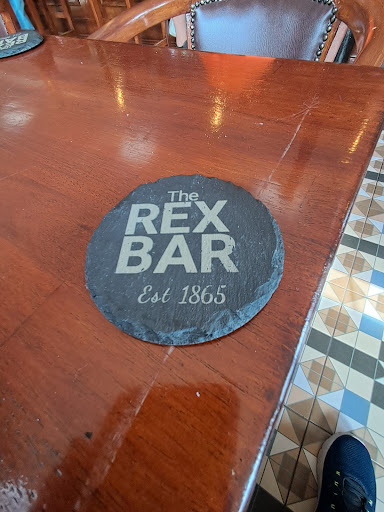 The
REX
BAR
Est 1865